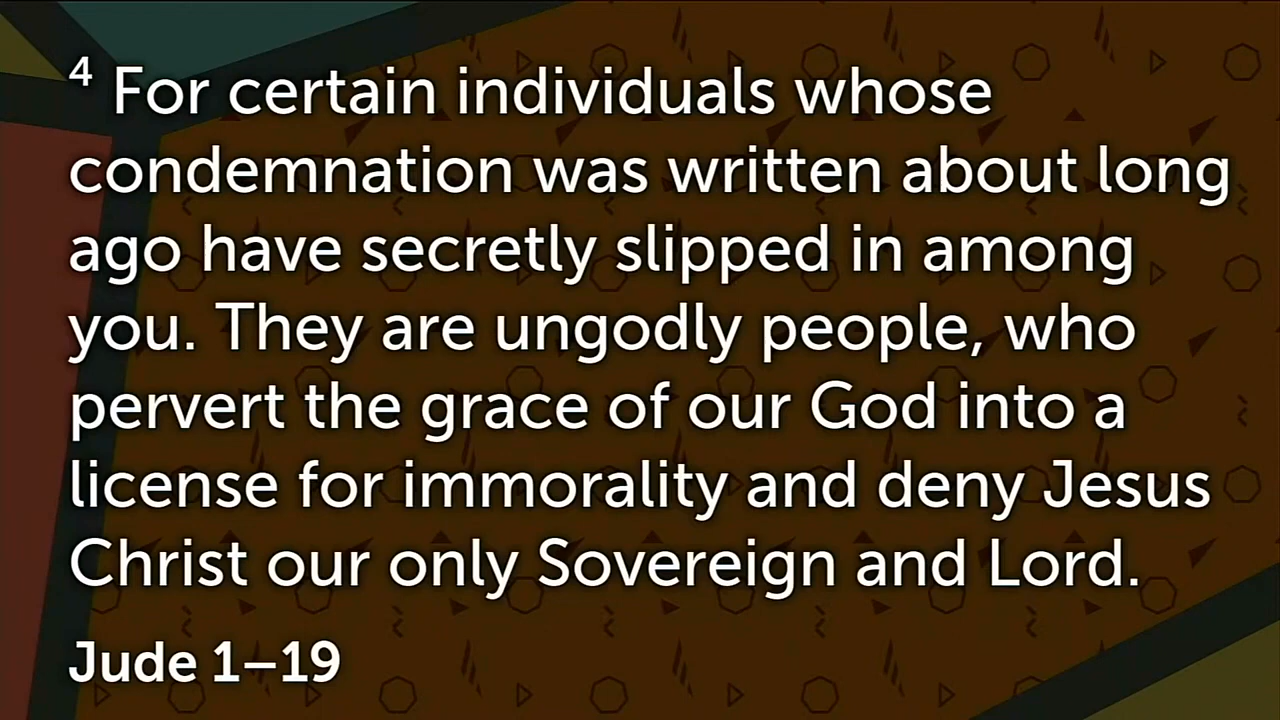 4 For certain individuals whose
condemnation was written about long
ago have secretly slipped in among
you. They are ungodly people, who
pervert the grace of our God into a
license for immorality and deny Jesus
Christ our only Sovereign and Lord.
Jude 1–19